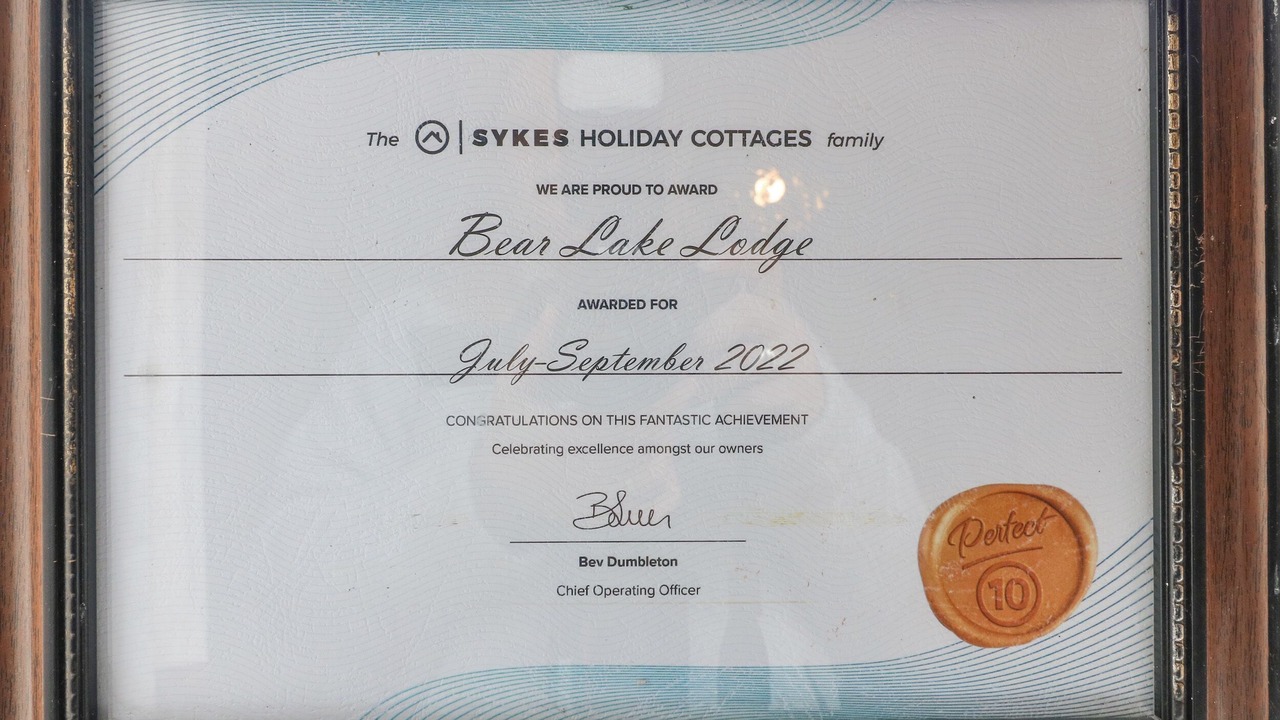 The SYKES HOLIDAY COTTAGES family
WE ARE PROUD TO AWARD
Bear Lake Lodge
AWARDED FOR
July-September 2022
CONGRATULATIONS ON THIS FANTASTIC ACHIEVEMENT
Celebrating excellence amongst our owners
Bev Dumbleton
Chief Operating Officer
Perfect
10